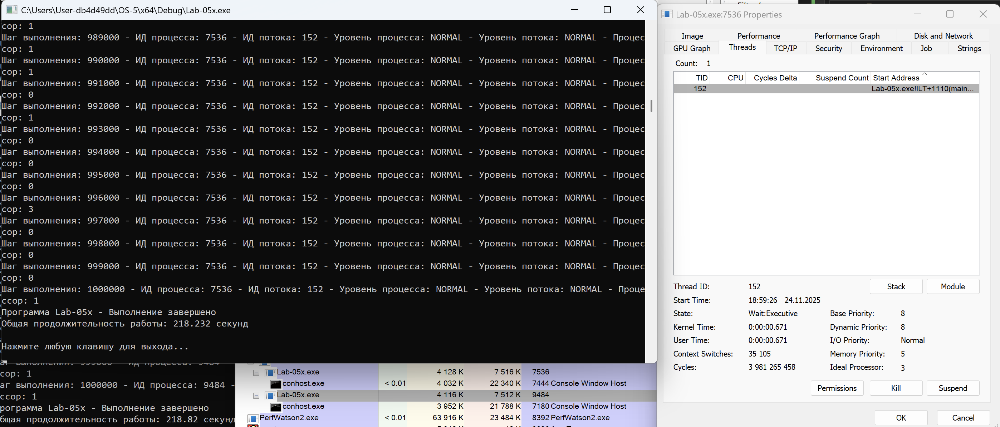 C:\Users\User-db4d49dd\OS-5\x64\Debug\Lab-05x.exe
сор: 1
Шаг выполнения: 989000 - ИД процесса: 7536 - ИД потока: 152 - Уровень процесса: NORMAL - Уровень потока: NORMAL - Процес
сор: 1
Шаг выполнения: 990000 - ИД процесса: 7536 - ИД потока: 152 - Уровень процесса: NORMAL - Уровень потока: NORMAL - Процес
сор: 1
Шаг выполнения: 991000 - ИД процесса: 7536 - ИД потока: 152 - Уровень процесса: NORMAL - Уровень потока: NORMAL - Процес
сор: 0
Шаг выполнения: 992000 - ИД процесса: 7536 - ИД потока: 152 - Уровень процесса: NORMAL - Уровень потока: NORMAL - Процес
сор: 1
Шаг выполнения: 993000 - ИД процесса: 7536 - ИД потока: 152 - Уровень процесса: NORMAL - Уровень потока: NORMAL - Процес
сор: 0
Шаг выполнения: 994000 - ИД процесса: 7536 - ИД потока: 152 - Уровень процесса: NORMAL - Уровень потока: NORMAL - Процес
сор: 0
Шаг выполнения: 995000 - ИД процесса: 7536 - ИД потока: 152 - Уровень процесса: NORMAL - Уровень потока: NORMAL - Процес
сор: 0
Шаг выполнения: 996000 - ИД процесса: 7536 - ИД потока: 152 - Уровень процесса: NORMAL - Уровень потока: NORMAL - Процес
сор: 3
Шаг выполнения: 997000 - ИД процесса: 7536 - ИД потока: 152 - Уровень процесса: NORMAL - Уровень потока: NORMAL - Процес
сор: 0
Шаг выполнения: 998000 - ИД процесса: 7536 - ИД потока: 152 - Уровень процесса: NORMAL - Уровень потока: NORMAL - Процес
сор: 0
Шаг выполнения: 999000 - ИД процесса: 7536 - ИД потока: 152 - Уровень процесса: NORMAL - Уровень потока: NORMAL - Процес
сор: 0
Шаг выполнения: 1000000 - ИД процесса: 7536 - ИД потока: 152 - Уровень процесса: NORMAL - Уровень потока: NORMAL - Проце
ссор: 1
Программа Lab-05x - Выполнение завершено
Общая продолжительность работы: 218.232 секунд
Нажмите любую клавишу для выхода...
сор: 1
аг выполнения: 1000000 - ИД процесса: 9484 -
ссор: 1
рограмма Lab-05x - Выполнение завершено
бщая продолжительность работы: 218.82 секунд
Lab-05x.exe 4 128 K 7 516 K 7536
conhost.exe < 0.01 4 032 K 22 340 K 7444 Console Window Host
Lab-05x.exe 4 116 K 7 512 K 9484
conhost.exe 3 952 K 21 788 K 7180 Console Window Host
PerfWatson2.exe < 0.01 63 916 K 23 484 K 8392 PerfWatson2.exe
Lab-05x.exe:7536 Properties
Image Performance Performance Graph Disk and Network
GPU Graph Threads TCP/IP Security Environment Job Strings
Count: 1
TID CPU Cycles Delta Suspend Count Start Address
152 Lab-05x.exe!ILT+1110(main...
Thread ID: 152 Stack Module
Start Time: 18:59:26 24.11.2025
State: Wait:Executive Base Priority: 8
Kernel Time: 0:00:00.671 Dynamic Priority: 8
User Time: 0:00:00.671 I/O Priority: Normal
Context Switches: 35 105 Memory Priority: 5
Cycles: 3 981 265 458 Ideal Processor: 3
Permissions Kill Suspend
OK Cancel